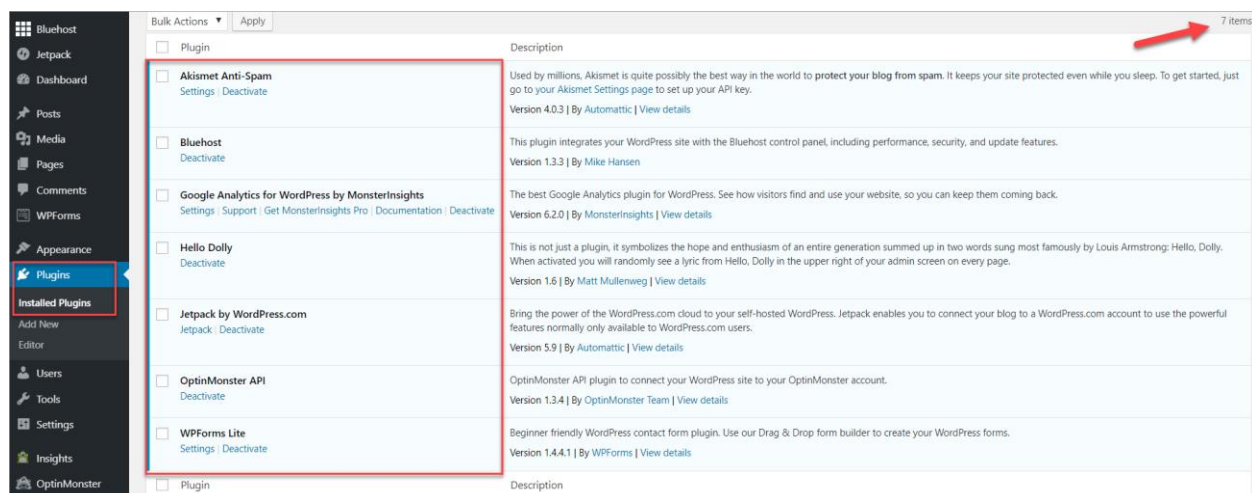 Bluehost
Jetpack
Dashboard
Posts
Media
Pages
Comments
WPForms
Appearance
Plugins
Installed Plugins
Add New
Editor
Users
Tools
Settings
Insights
OptinMonster
Bulk Actions ▼ Apply
7 items
Plugin Description
Akismet Anti-Spam
Settings | Deactivate
Used by millions, Akismet is quite possibly the best way in the world to protect your blog from spam. It keeps your site protected even while you sleep. To get started, just
go to your Akismet Settings page to set up your API key.
Version 4.0.3 | By Automattic | View details
Bluehost
Deactivate
This plugin integrates your WordPress site with the Bluehost control panel, including performance, security, and update features.
Version 1.3.3 | By Mike Hansen
Google Analytics for WordPress by MonsterInsights
Settings | Support | Get MonsterInsights Pro | Documentation | Deactivate
The best Google Analytics plugin for WordPress. See how visitors find and use your website, so you can keep them coming back.
Version 6.2.0 | By MonsterInsights | View details
Hello Dolly
Deactivate
This is not just a plugin, it symbolizes the hope and enthusiasm of an entire generation summed up in two words sung most famously by Louis Armstrong: Hello, Dolly.
When activated you will randomly see a lyric from Hello, Dolly in the upper right of your admin screen on every page.
Version 1.6 | By Matt Mullenweg | View details
Jetpack by WordPress.com
Jetpack | Deactivate
Bring the power of the WordPress.com cloud to your self-hosted WordPress. Jetpack enables you to connect your blog to a WordPress.com account to use the powerful
features normally only available to WordPress.com users.
Version 5.9 | By Automattic | View details
OptinMonster API
Deactivate
OptinMonster API plugin to connect your WordPress site to your OptinMonster account.
Version 1.3.4 | By OptinMonster Team | View details
WPForms Lite
Settings | Deactivate
Beginner friendly WordPress contact form plugin. Use our Drag & Drop form builder to create your WordPress forms.
Version 1.4.4.1 | By WPForms | View details
Plugin Description